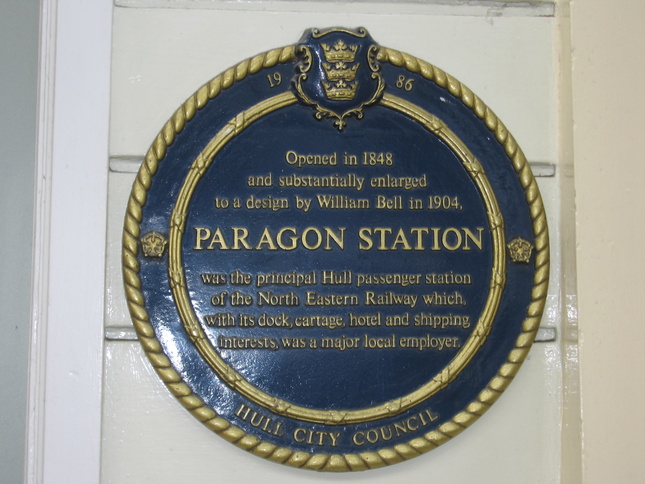 1986
Opened in 1848
and substantially enlarged
to a design by William Bell in 1904,
PARAGON STATION
was the principal Hull passenger station
of the North Eastern Railway which,
with its dock, cartage, hotel and shipping
interests, was a major local employer.
HULL CITY COUNCIL